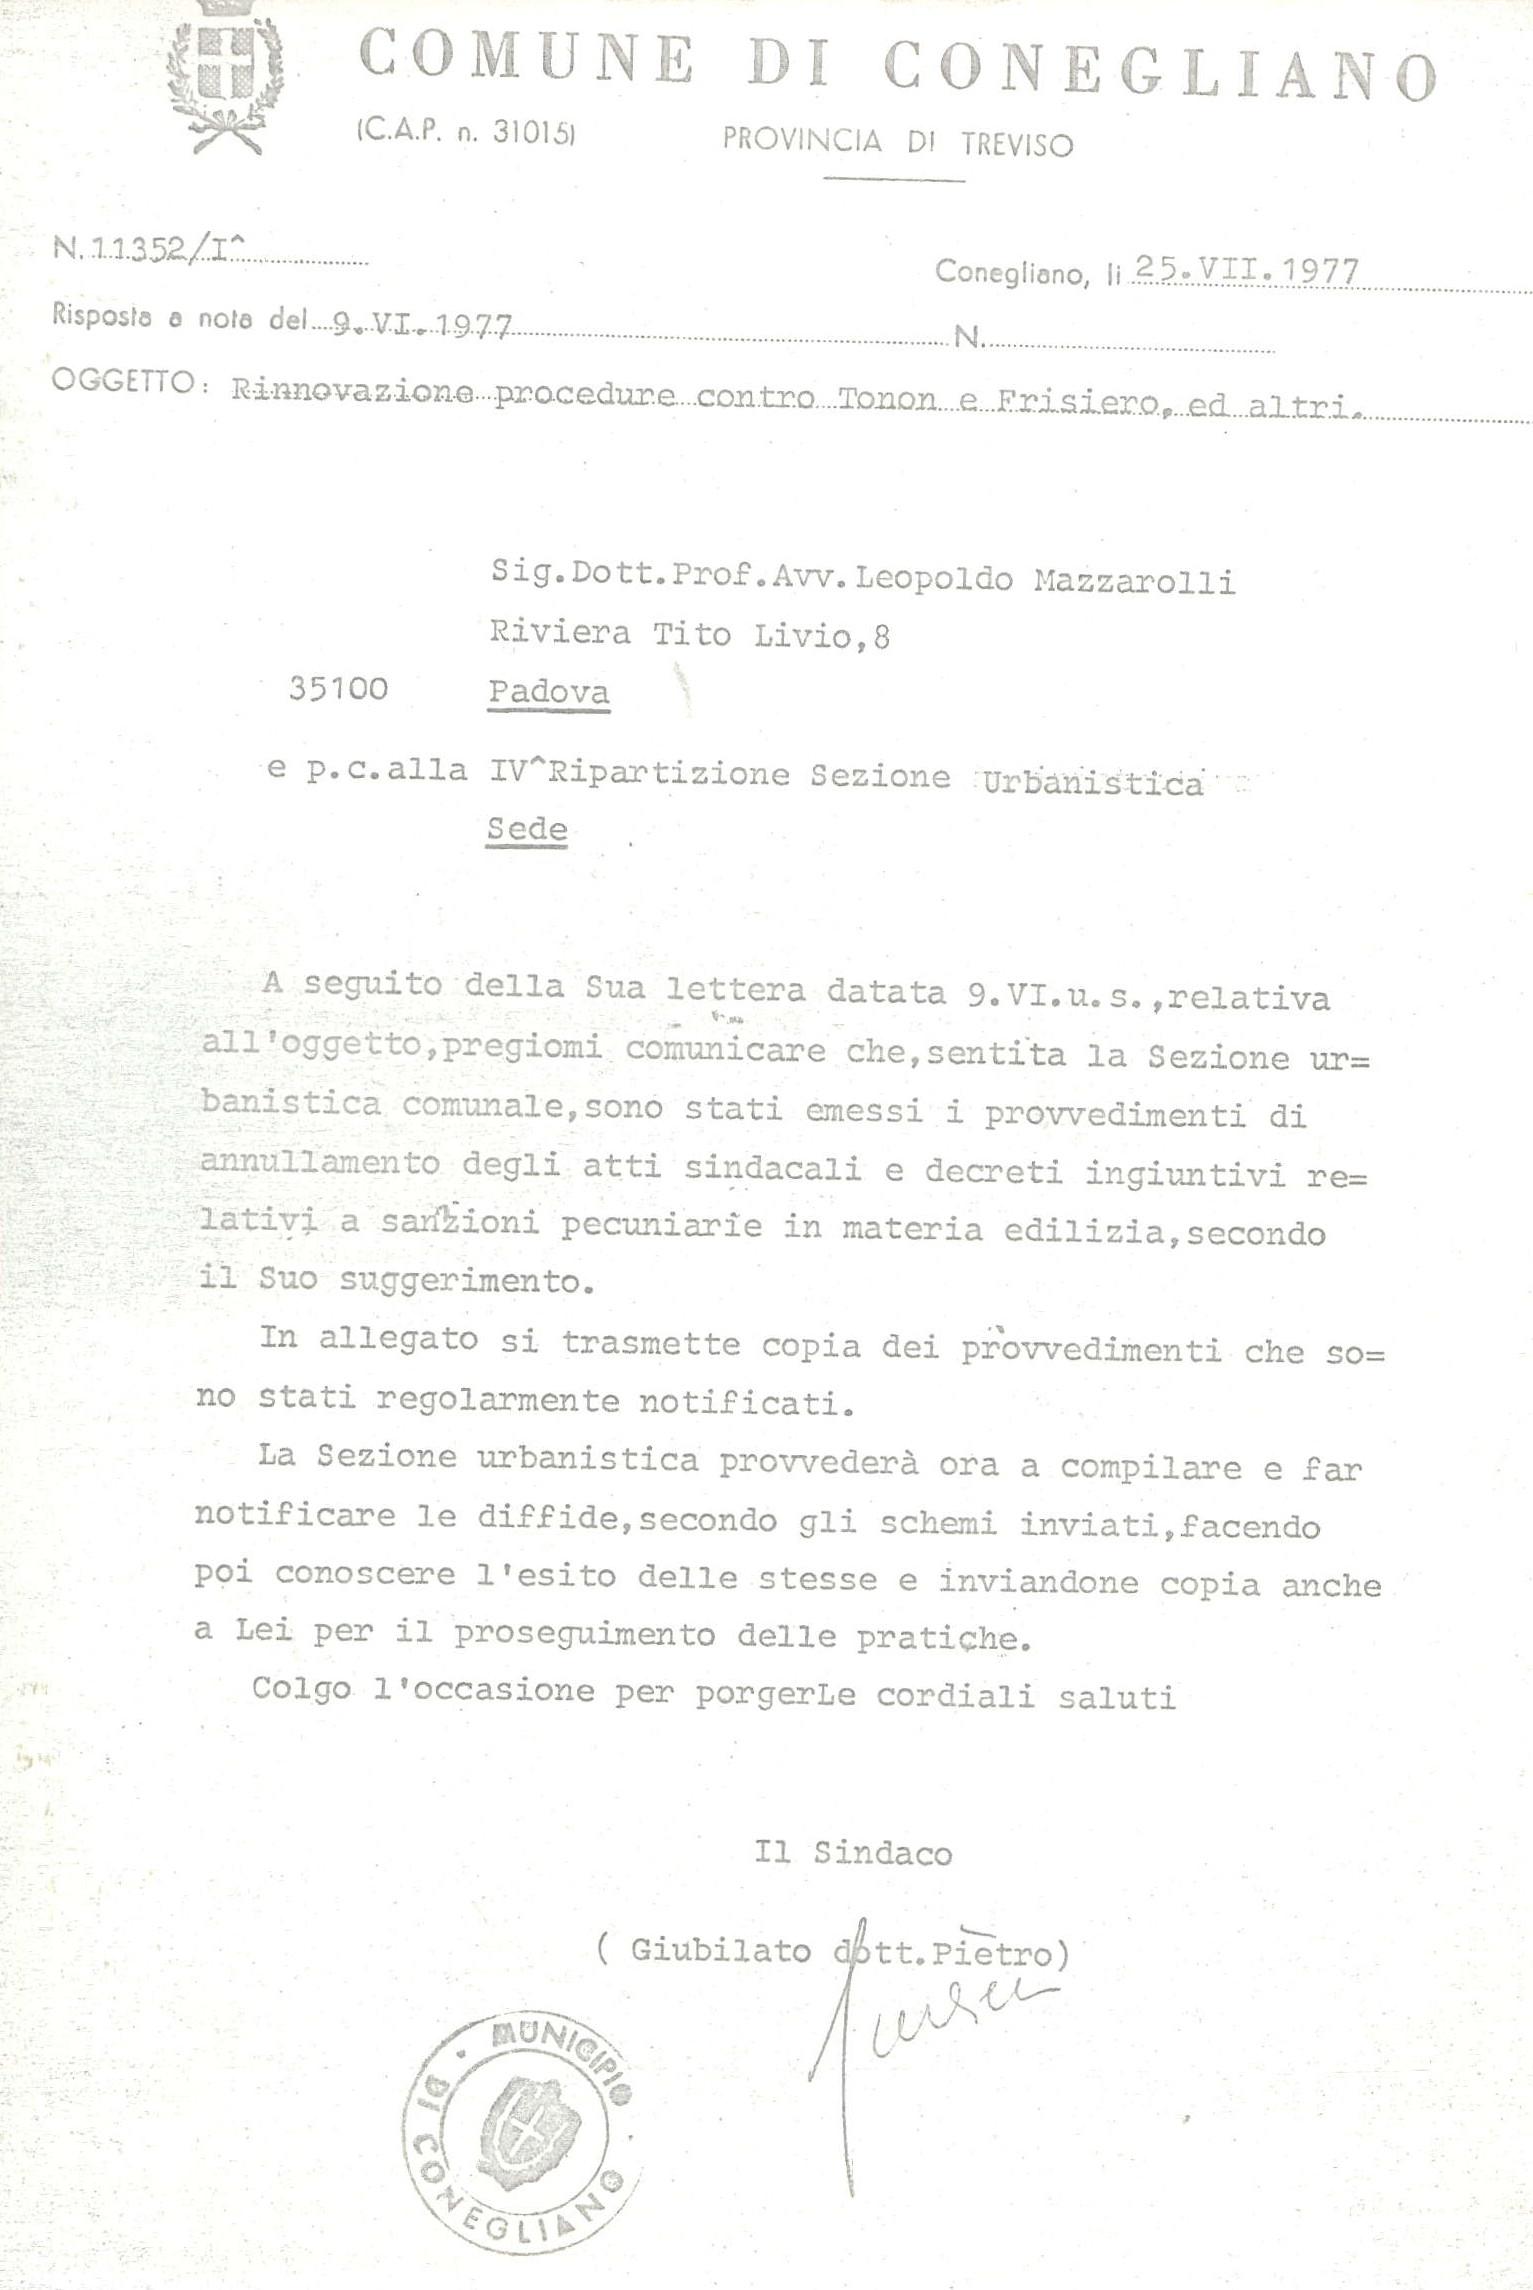 COMUNE DI CONEGLIANO
(C.A.P. n. 31015) PROVINCIA DI TREVISO
N. 11352/I^
Conegliano, li 25.VII.1977
Risposta a nota del 9.VI.1977 N.
OGGETTO: Rinnovazione procedure contro Tonon e Frisiero, ed altri.
Sig.Dott.Prof.Avv.Leopoldo Mazzarolli
Riviera Tito Livio,8
35100 Padova
e p.c.alla IV^Ripartizione Sezione Urbanistica
Sede
A seguito della Sua lettera datata 9.VI.u.s.,relativa
all'oggetto,pregiomi comunicare che,sentita la Sezione ur=
banistica comunale,sono stati emessi i provvedimenti di
annullamento degli atti sindacali e decreti ingiuntivi re=
lativi a sanzioni pecuniarie in materia edilizia,secondo
il Suo suggerimento.
In allegato si trasmette copia dei provvedimenti che so=
no stati regolarmente notificati.
La Sezione urbanistica provvederà ora a compilare e far
notificare le diffide,secondo gli schemi inviati,facendo
poi conoscere l'esito delle stesse e inviandone copia anche
a Lei per il proseguimento delle pratiche.
Colgo l'occasione per porgerLe cordiali saluti
Il Sindaco
( Giubilato dott.Pietro)
MUNICIPIO
DI CONEGLIANO